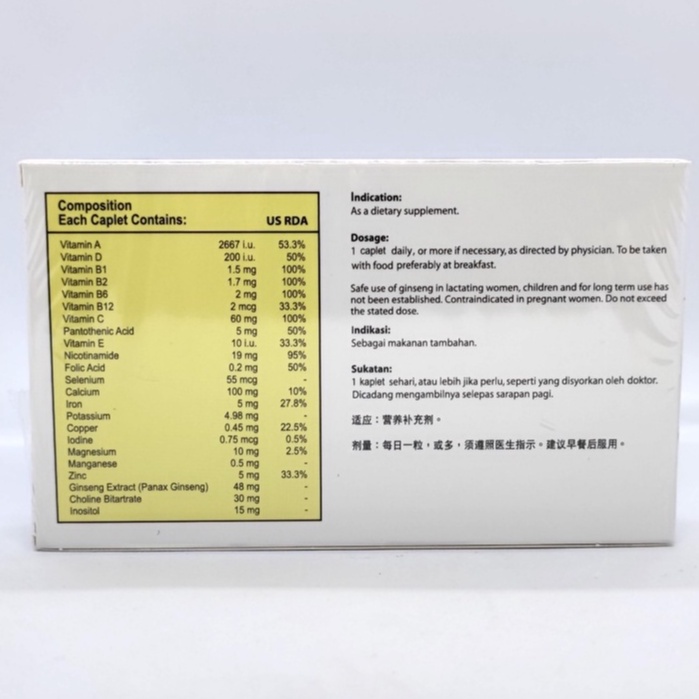 Composition
Each Caplet Contains: US RDA
Vitamin A 2667 i.u. 53.3%
Vitamin D 200 i.u. 50%
Vitamin B1 1.5 mg 100%
Vitamin B2 1.7 mg 100%
Vitamin B6 2 mg 100%
Vitamin B12 2 mcg 33.3%
Vitamin C 60 mg 100%
Pantothenic Acid 5 mg 50%
Vitamin E 10 i.u. 33.3%
Nicotinamide 19 mg 95%
Folic Acid 0.2 mg 50%
Selenium 55 mcg -
Calcium 100 mg 10%
Iron 5 mg 27.8%
Potassium 4.98 mg -
Copper 0.45 mg 22.5%
Iodine 0.75 mcg 0.5%
Magnesium 10 mg 2.5%
Manganese 0.5 mg -
Zinc 5 mg 33.3%
Ginseng Extract (Panax Ginseng) 48 mg -
Choline Bitartrate 30 mg -
Inositol 15 mg -
Indication:
As a dietary supplement.
Dosage:
1 caplet daily, or more if necessary, as directed by physician. To be taken
with food preferably at breakfast.
Safe use of ginseng in lactating women, children and for long term use has
not been established. Contraindicated in pregnant women. Do not exceed
the stated dose.
Indikasi:
Sebagai makanan tambahan.
Sukatan:
1 kaplet sehari, atau lebih jika perlu, seperti yang disyorkan oleh doktor.
Dicadang mengambilnya selepas sarapan pagi.
适应：营养补充剂。
剂量：每日一粒，或多，须遵照医生指示。建议早餐后服用。